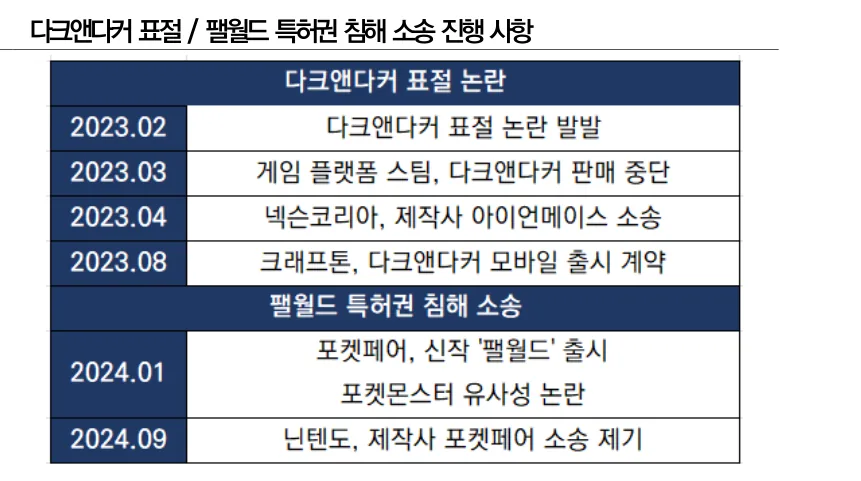 다크앤다커 표절 / 팰월드 특허권 침해 소송 진행 사항
다크앤다커 표절 논란
2023.02 다크앤다커 표절 논란 발발
2023.03 게임 플랫폼 스팀, 다크앤다커 판매 중단
2023.04 넥슨코리아, 제작사 아이언메이스 소송
2023.08 크래프톤, 다크앤다커 모바일 출시 계약
팰월드 특허권 침해 소송
2024.01 포켓페어, 신작 '팰월드' 출시
포켓몬스터 유사성 논란
2024.09 닌텐도, 제작사 포켓페어 소송 제기